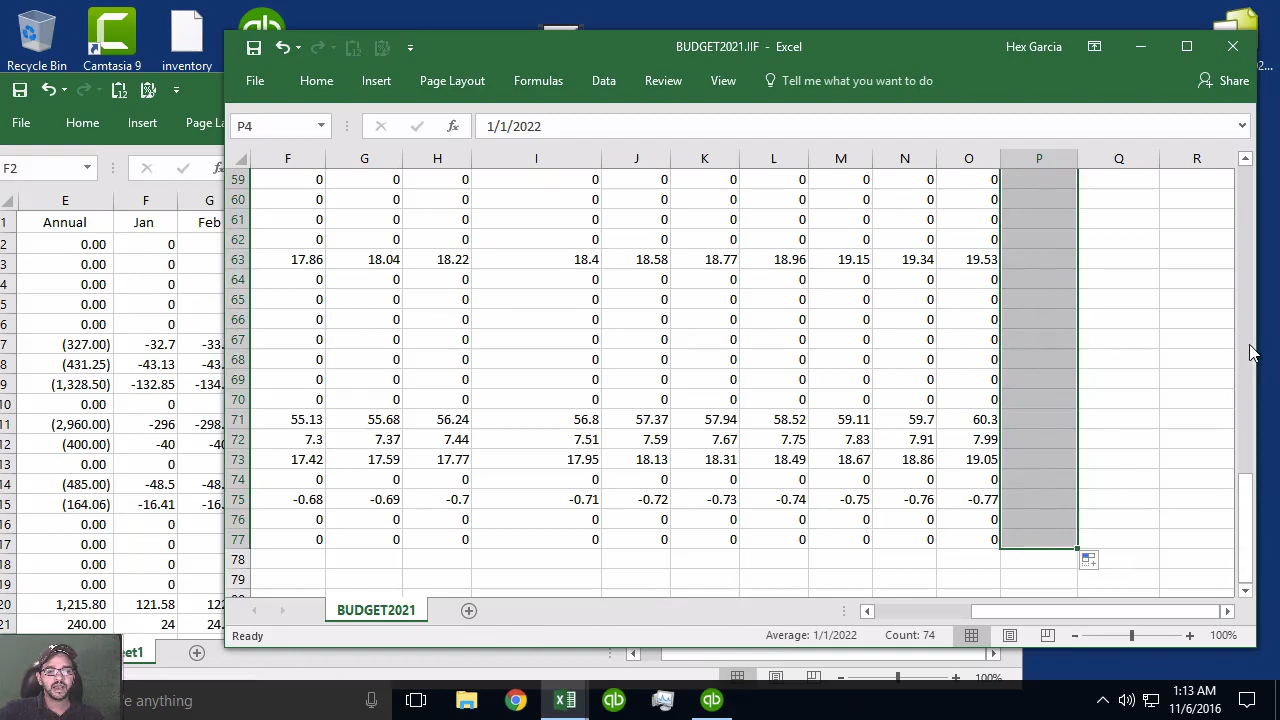 Recycle Bin
Camtasia 9
inventory
BUDGET2021.IIF - Excel
Hex Garcia
File Home Insert Page Layout Formulas Data Review View Tell me what you want to do
Share
P4 1/1/2022
F G H I J K L M N O P Q R
59 0 0 0 0 0 0 0 0 0 0
60 0 0 0 0 0 0 0 0 0 0
61 0 0 0 0 0 0 0 0 0 0
62 0 0 0 0 0 0 0 0 0 0
63 17.86 18.04 18.22 18.4 18.58 18.77 18.96 19.15 19.34 19.53
64 0 0 0 0 0 0 0 0 0 0
65 0 0 0 0 0 0 0 0 0 0
66 0 0 0 0 0 0 0 0 0 0
67 0 0 0 0 0 0 0 0 0 0
68 0 0 0 0 0 0 0 0 0 0
69 0 0 0 0 0 0 0 0 0 0
70 0 0 0 0 0 0 0 0 0 0
71 55.13 55.68 56.24 56.8 57.37 57.94 58.52 59.11 59.7 60.3
72 7.3 7.37 7.44 7.51 7.59 7.67 7.75 7.83 7.91 7.99
73 17.42 17.59 17.77 17.95 18.13 18.31 18.49 18.67 18.86 19.05
74 0 0 0 0 0 0 0 0 0 0
75 -0.68 -0.69 -0.7 -0.71 -0.72 -0.73 -0.74 -0.75 -0.76 -0.77
76 0 0 0 0 0 0 0 0 0 0
77 0 0 0 0 0 0 0 0 0 0
78
79
BUDGET2021
Ready Average: 1/1/2022 Count: 74 100%
File Home Insert Page L
F2
E F G
1 Annual Jan Feb
2 0.00 0
3 0.00 0
4 0.00 0
5 0.00 0
6 0.00 0
7 (327.00) -32.7 -33.
8 (431.25) -43.13 -43.
9 (1,328.50) -132.85 -134.
10 0.00 0
11 (2,960.00) -296 -298.
12 (400.00) -40 -40
13 0.00 0
14 (485.00) -48.5 -48.
15 (164.06) -16.41 -16.
16 0.00 0
17 0.00 0
18 0.00 0
19 0.00 0
20 1,215.80 121.58 122
21 240.00 24 24.
eet1
100%
e anything
1:13 AM
11/6/2016